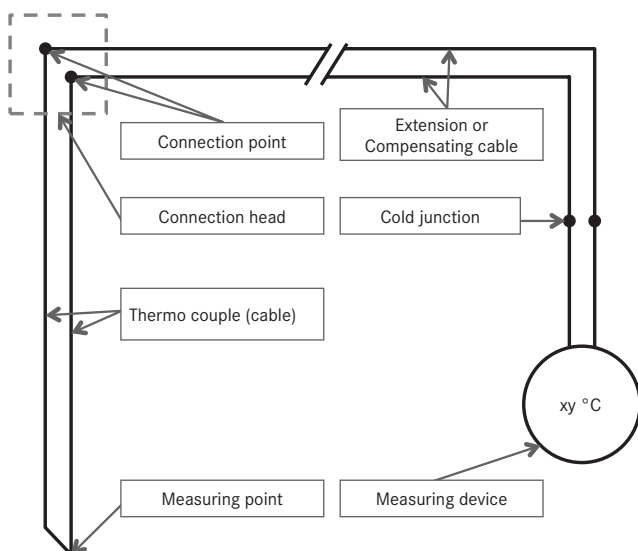 Connection point
Extension or
Compensating cable
Connection head
Cold junction
Thermo couple (cable)
xy °C
Measuring point
Measuring device